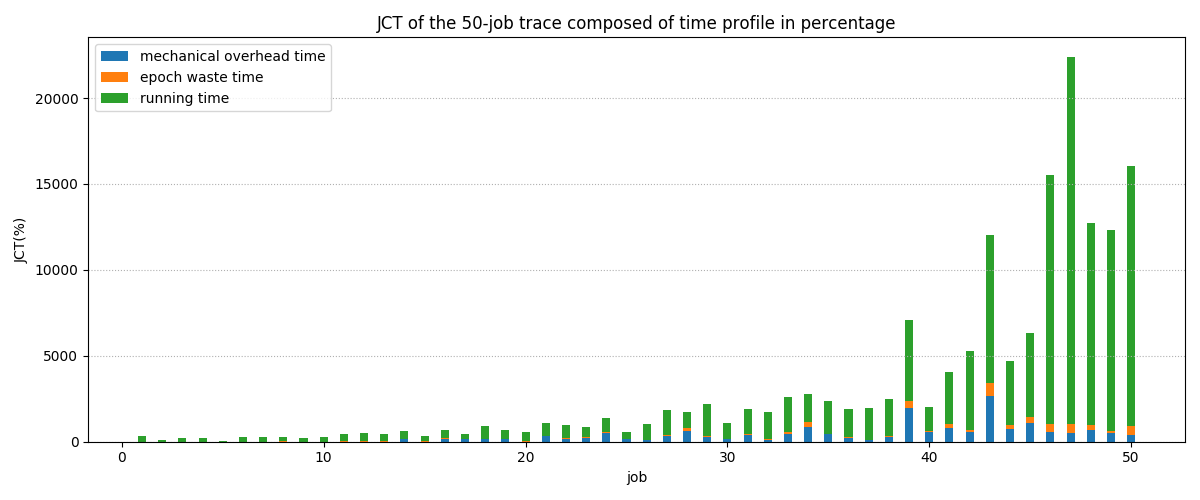 JCT of the 50-job trace composed of time profile in percentage
mechanical overhead time
epoch waste time
running time
20000
15000
10000
5000
0
JCT(%)
0 10 20 30 40 50
job